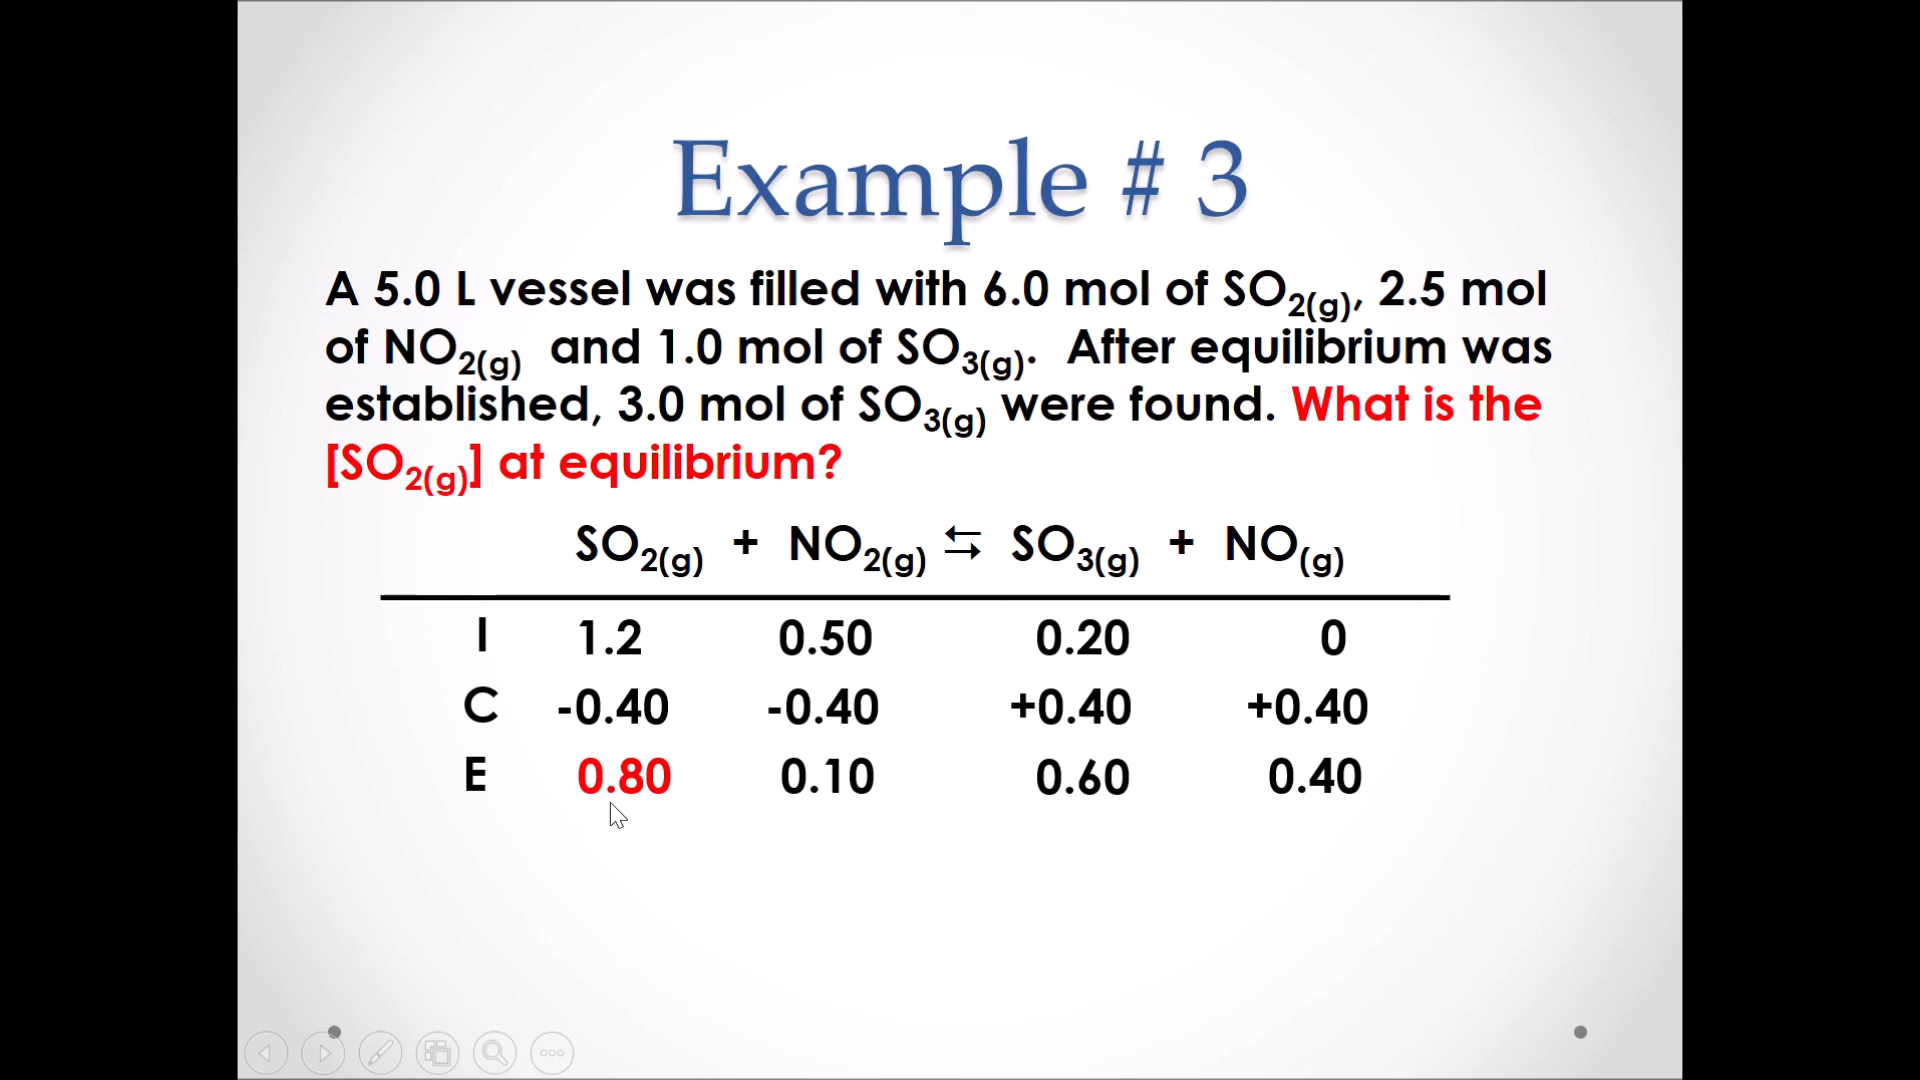 Example # 3
A 5.0 L vessel was filled with 6.0 mol of SO2(g), 2.5 mol
of NO2(g) and 1.0 mol of SO3(g). After equilibrium was
established, 3.0 mol of SO3(g) were found. What is the
[SO2(g)] at equilibrium?
SO2(g) + NO2(g) ⇆ SO3(g) + NO(g)
I 1.2 0.50 0.20 0
C -0.40 -0.40 +0.40 +0.40
E 0.80 0.10 0.60 0.40